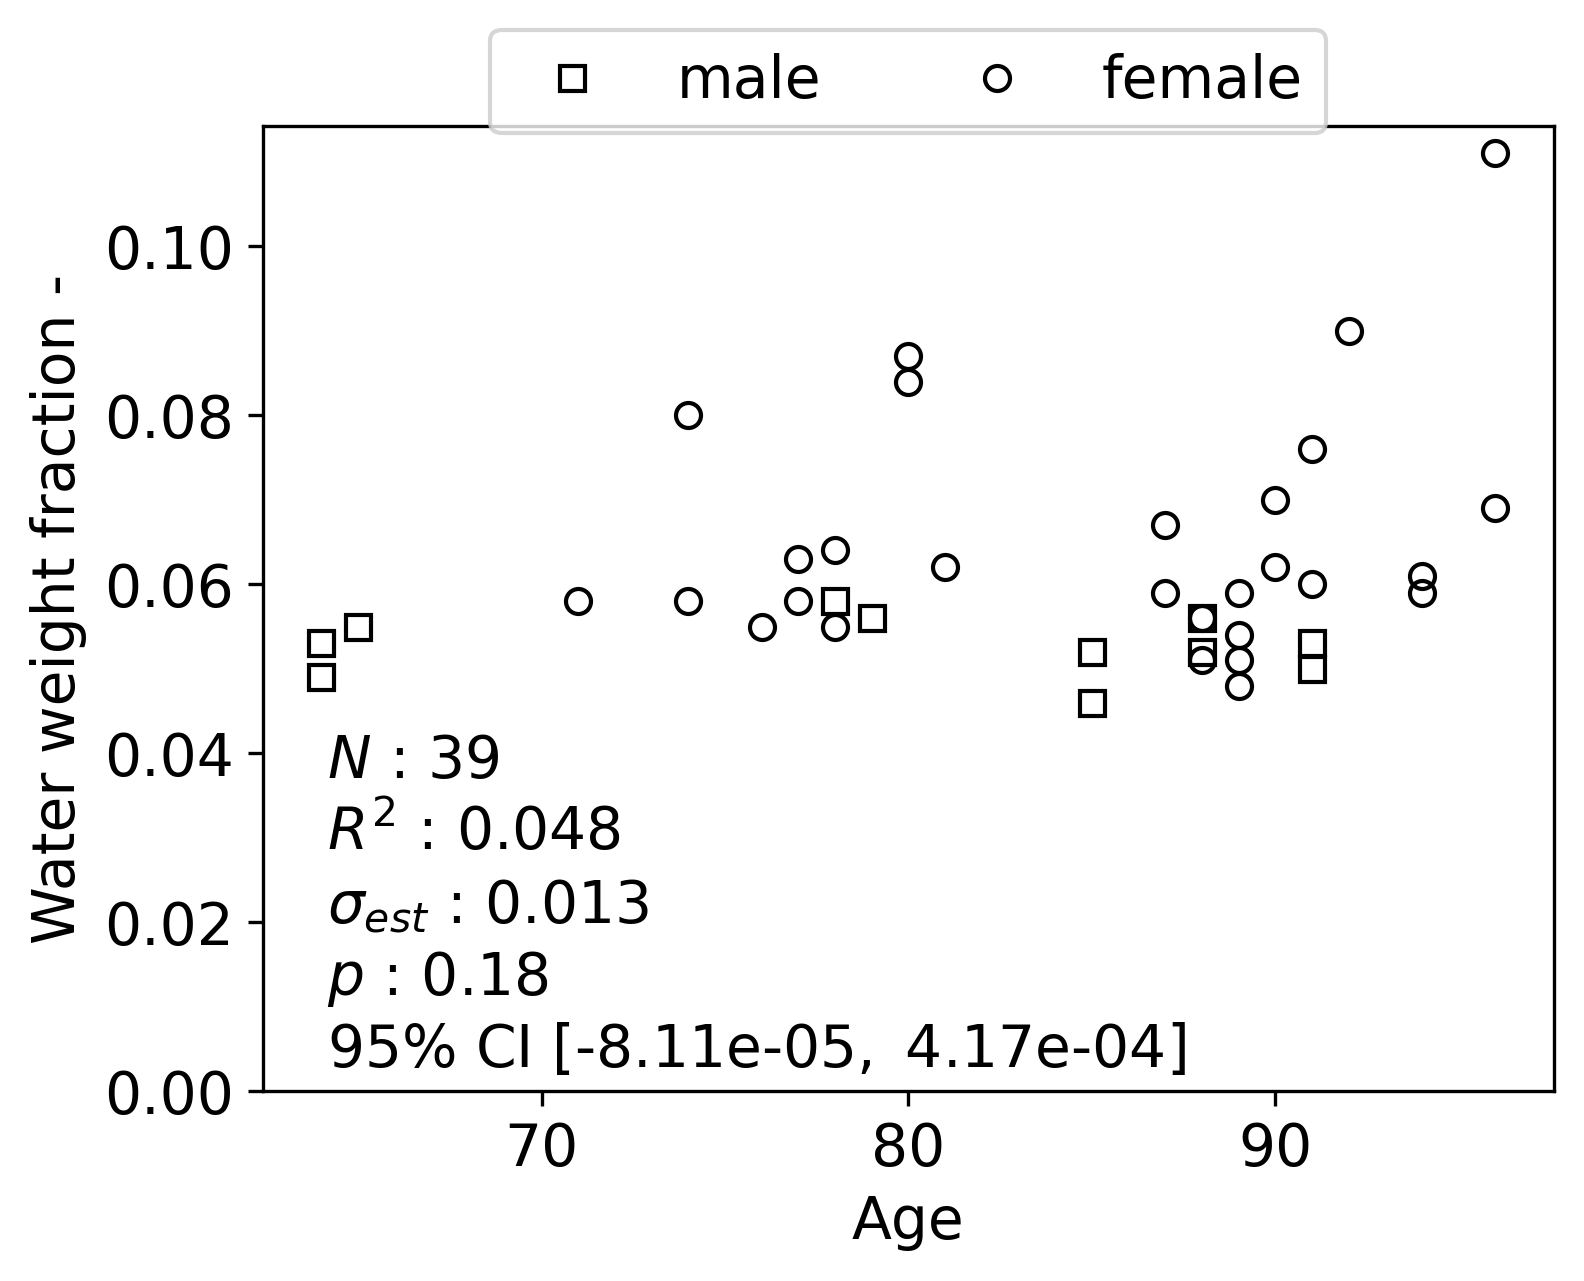 male female
Water weight fraction -
0.10
0.08
0.06
0.04
0.02
0.00
N : 39
R² : 0.048
σest : 0.013
p : 0.18
95% CI [-8.11e-05, 4.17e-04]
70 80 90
Age